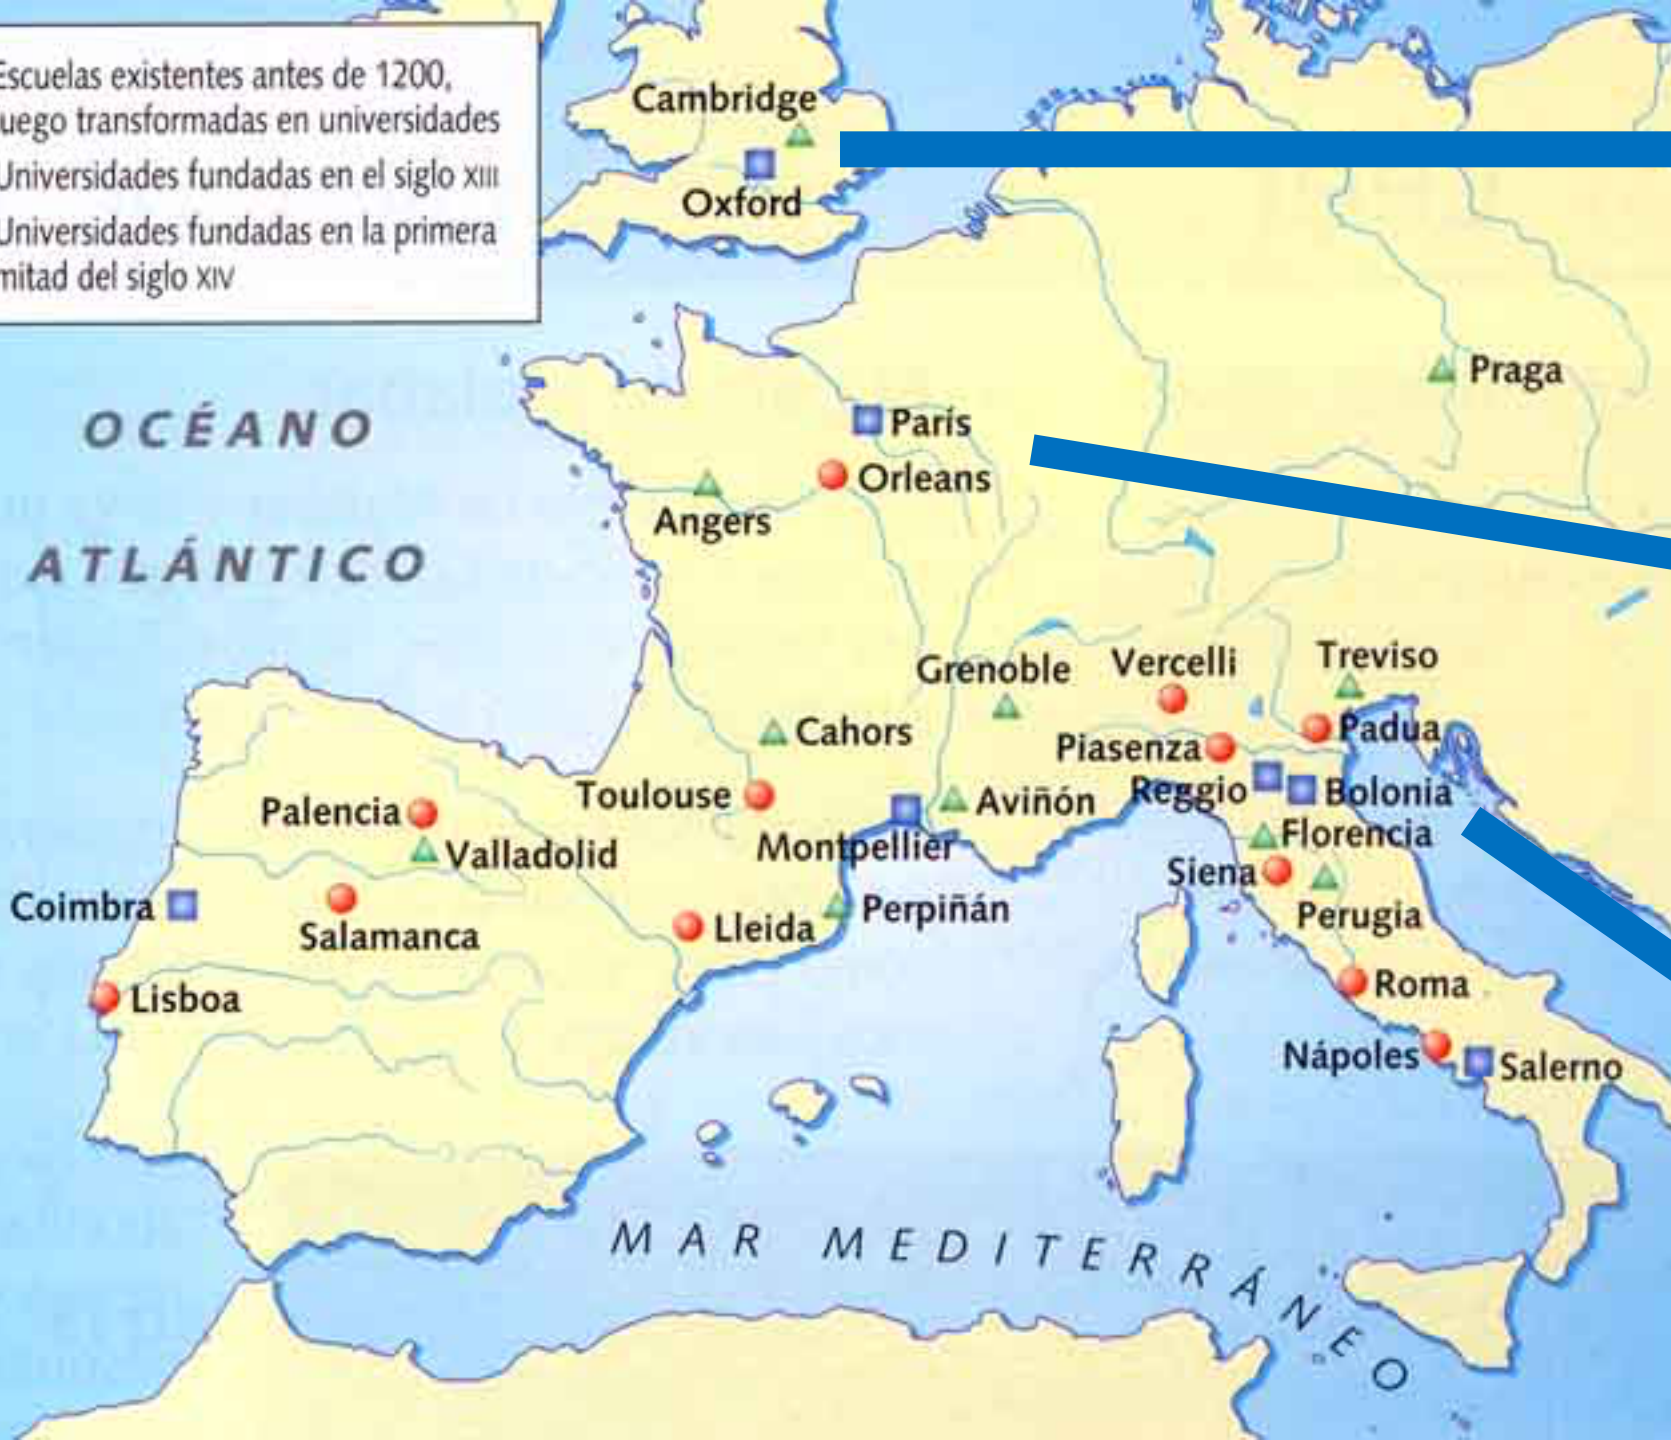 Escuelas existentes antes de 1200,
luego transformadas en universidades
Universidades fundadas en el siglo XIII
Universidades fundadas en la primera
mitad del siglo XIV
Cambridge
Oxford
OCÉANO
ATLÁNTICO
París
Orleans
Angers
Praga
Grenoble
Vercelli
Treviso
Cahors
Padua
Piasenza
Toulouse
Aviñón
Reggio
Bolonia
Palencia
Valladolid
Montpellier
Florencia
Siena
Coimbra
Salamanca
Lleida
Perpiñán
Perugia
Lisboa
Roma
Nápoles
Salerno
MAR MEDITERRÁNEO